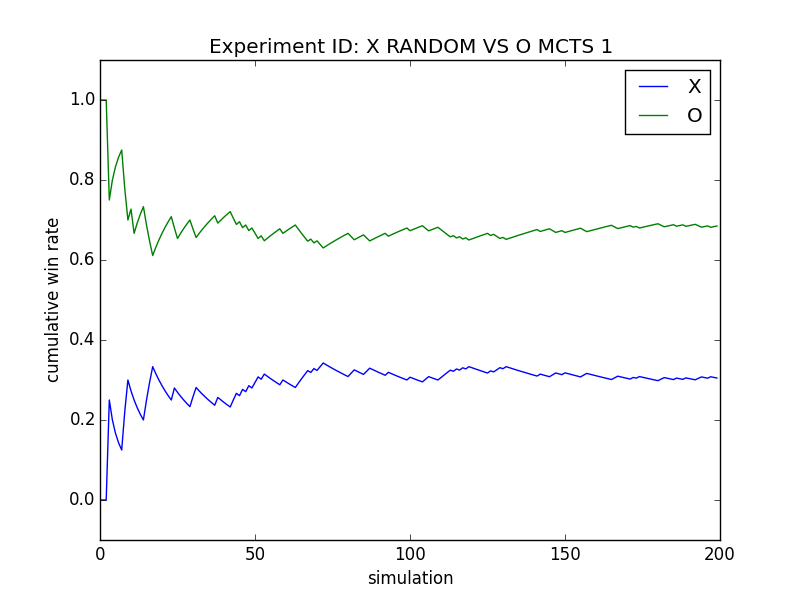 Experiment ID: X RANDOM VS O MCTS 1
X
O
1.0
0.8
0.6
0.4
0.2
0.0
cumulative win rate
0 50 100 150 200
simulation